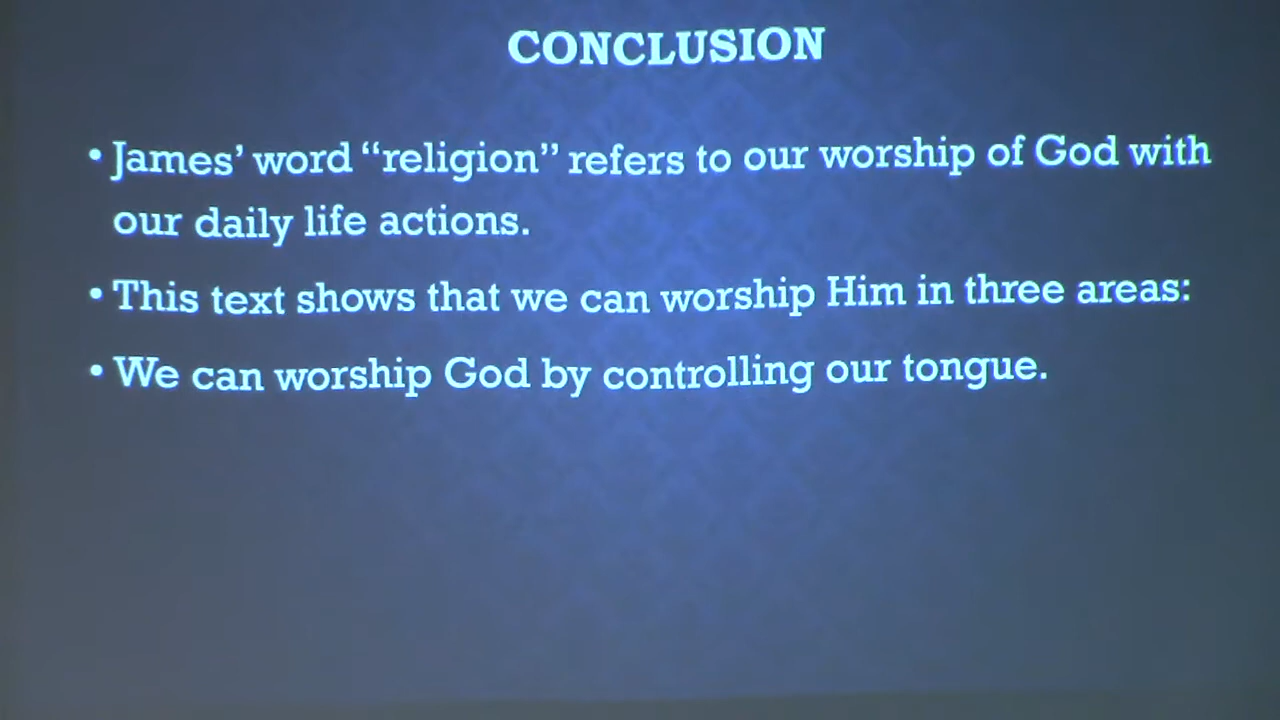 CONCLUSION
• James’ word “religion” refers to our worship of God with
our daily life actions.
• This text shows that we can worship Him in three areas:
• We can worship God by controlling our tongue.